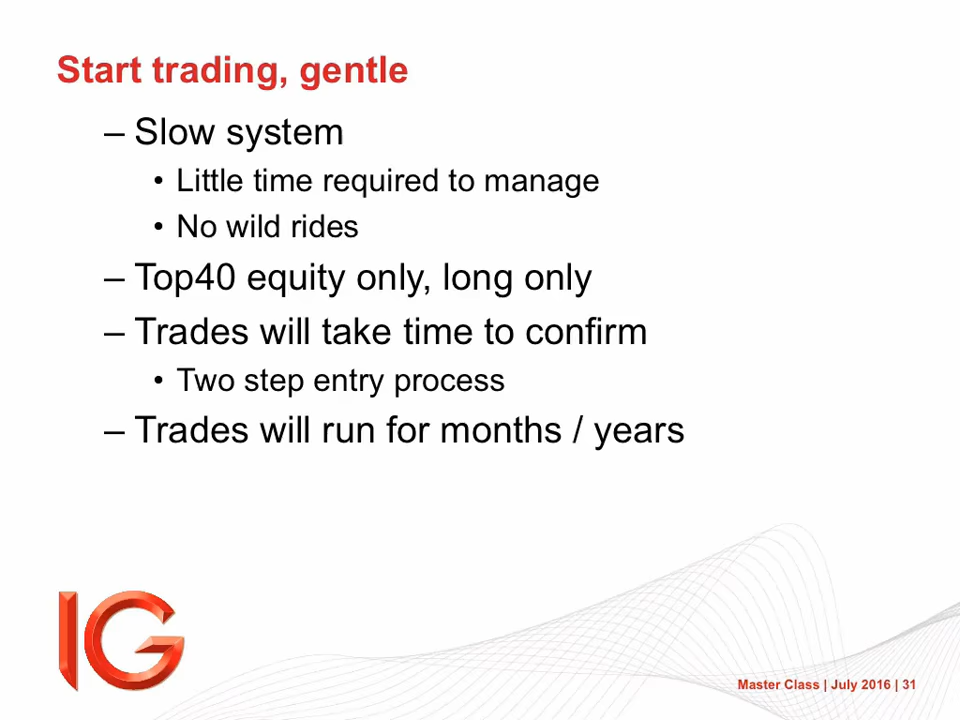 Start trading, gentle
– Slow system
• Little time required to manage
• No wild rides
– Top40 equity only, long only
– Trades will take time to confirm
• Two step entry process
– Trades will run for months / years
IG
Master Class | July 2016 | 31